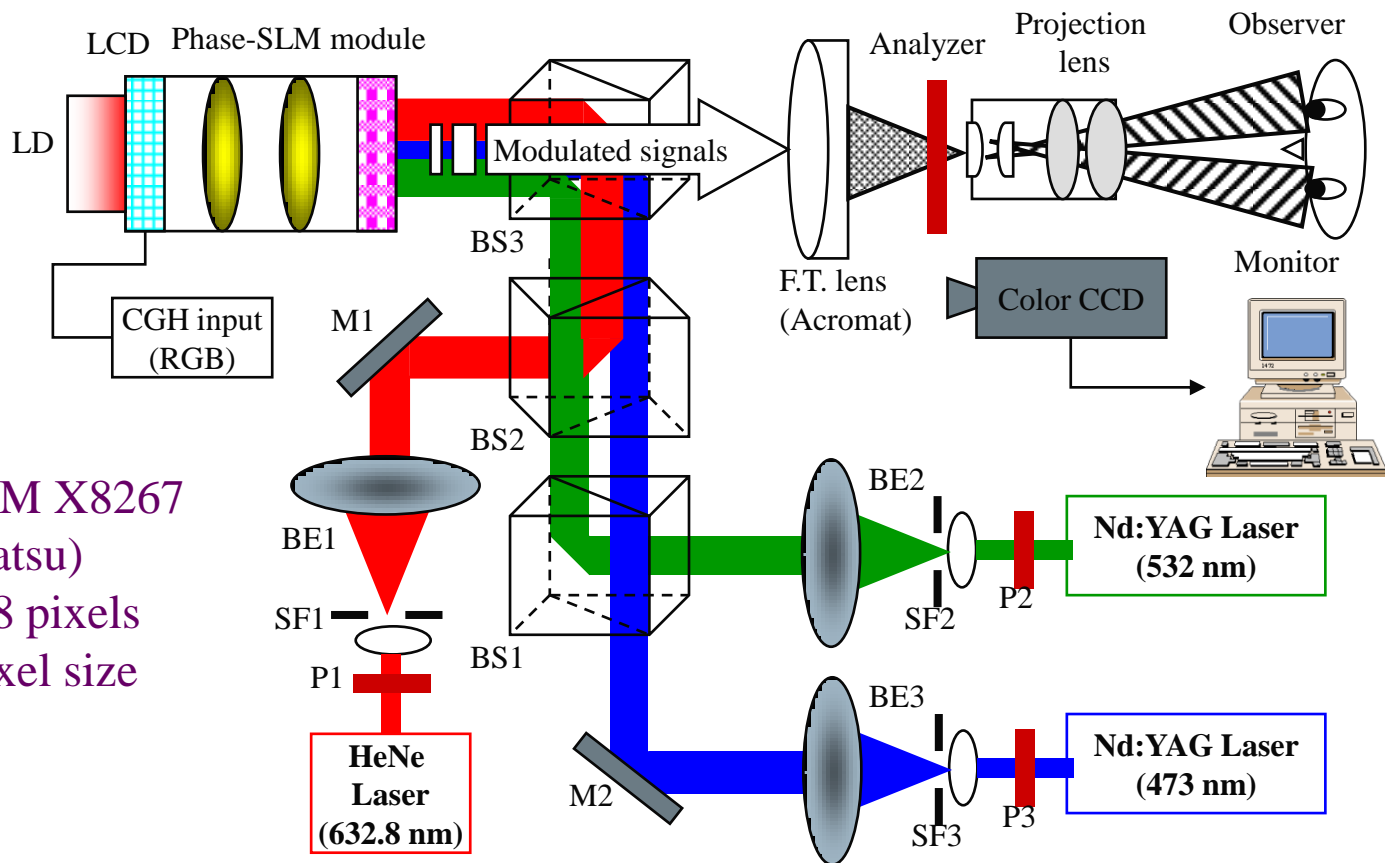 LCD
Phase-SLM module
LD
CGH input
(RGB)
Modulated signals
Analyzer
Projection
lens
Observer
BS3
F.T. lens
(Acromat)
Color CCD
Monitor
M1
BS2
M X8267
atsu)
8 pixels
xel size
BE1
SF1
P1
BS1
HeNe
Laser
(632.8 nm)
BE2
SF2
P2
Nd:YAG Laser
(532 nm)
M2
BE3
SF3
P3
Nd:YAG Laser
(473 nm)